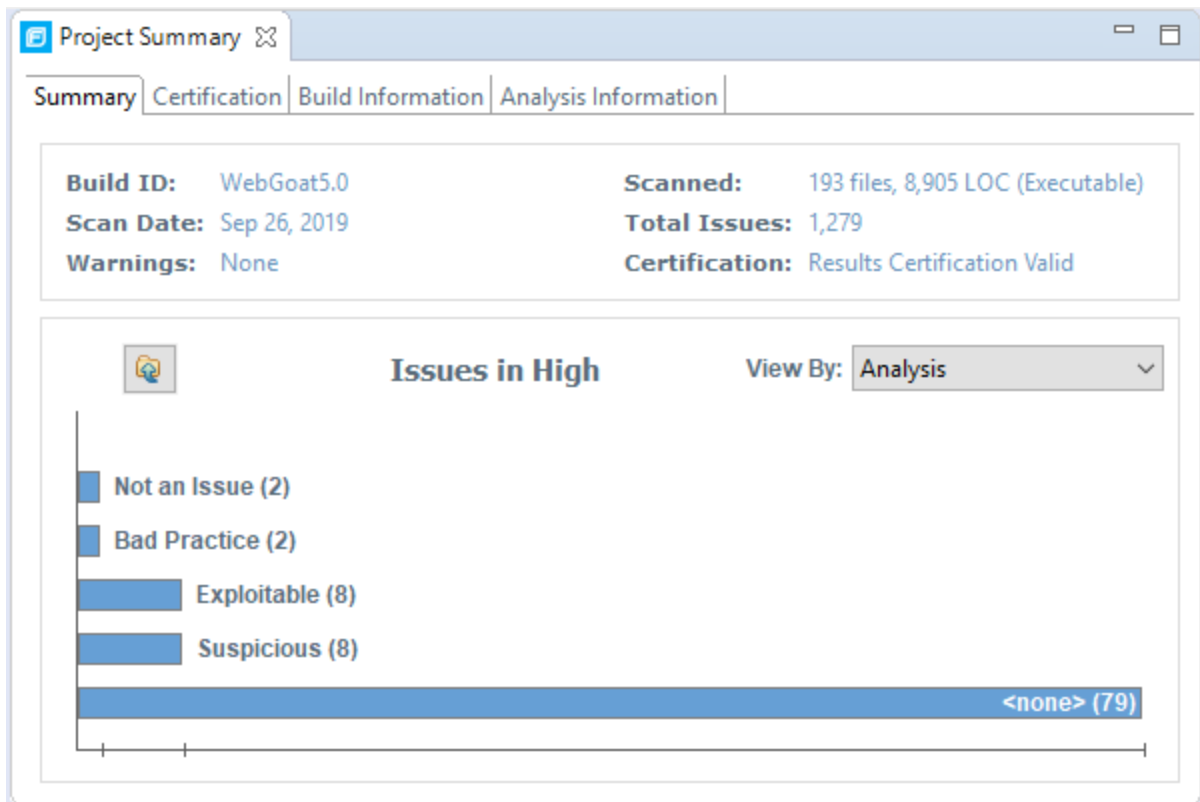 Project Summary
Summary Certification Build Information Analysis Information
Build ID: WebGoat5.0 Scanned: 193 files, 8,905 LOC (Executable)
Scan Date: Sep 26, 2019 Total Issues: 1,279
Warnings: None Certification: Results Certification Valid
Issues in High View By: Analysis
Not an Issue (2)
Bad Practice (2)
Exploitable (8)
Suspicious (8)
<none> (79)